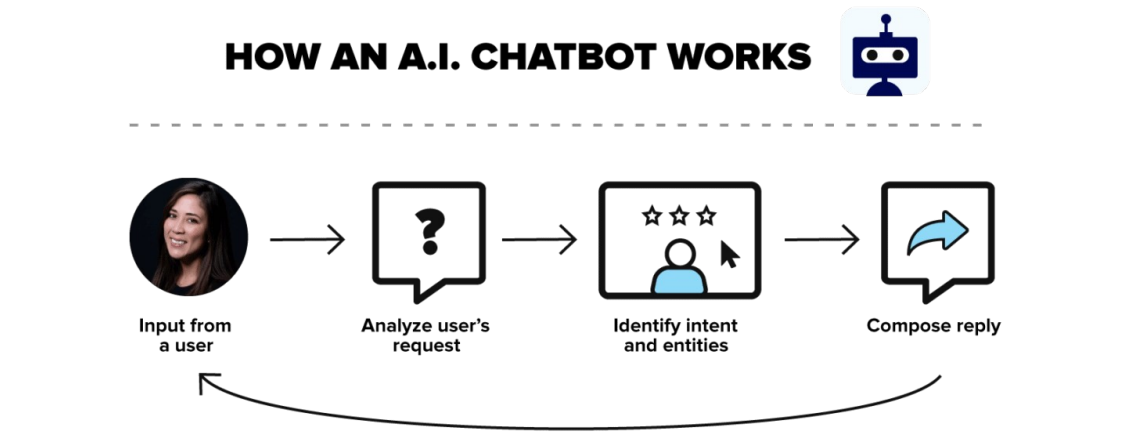 HOW AN A.I. CHATBOT WORKS
Input from
a user
Analyze user's
request
Identify intent
and entities
Compose reply